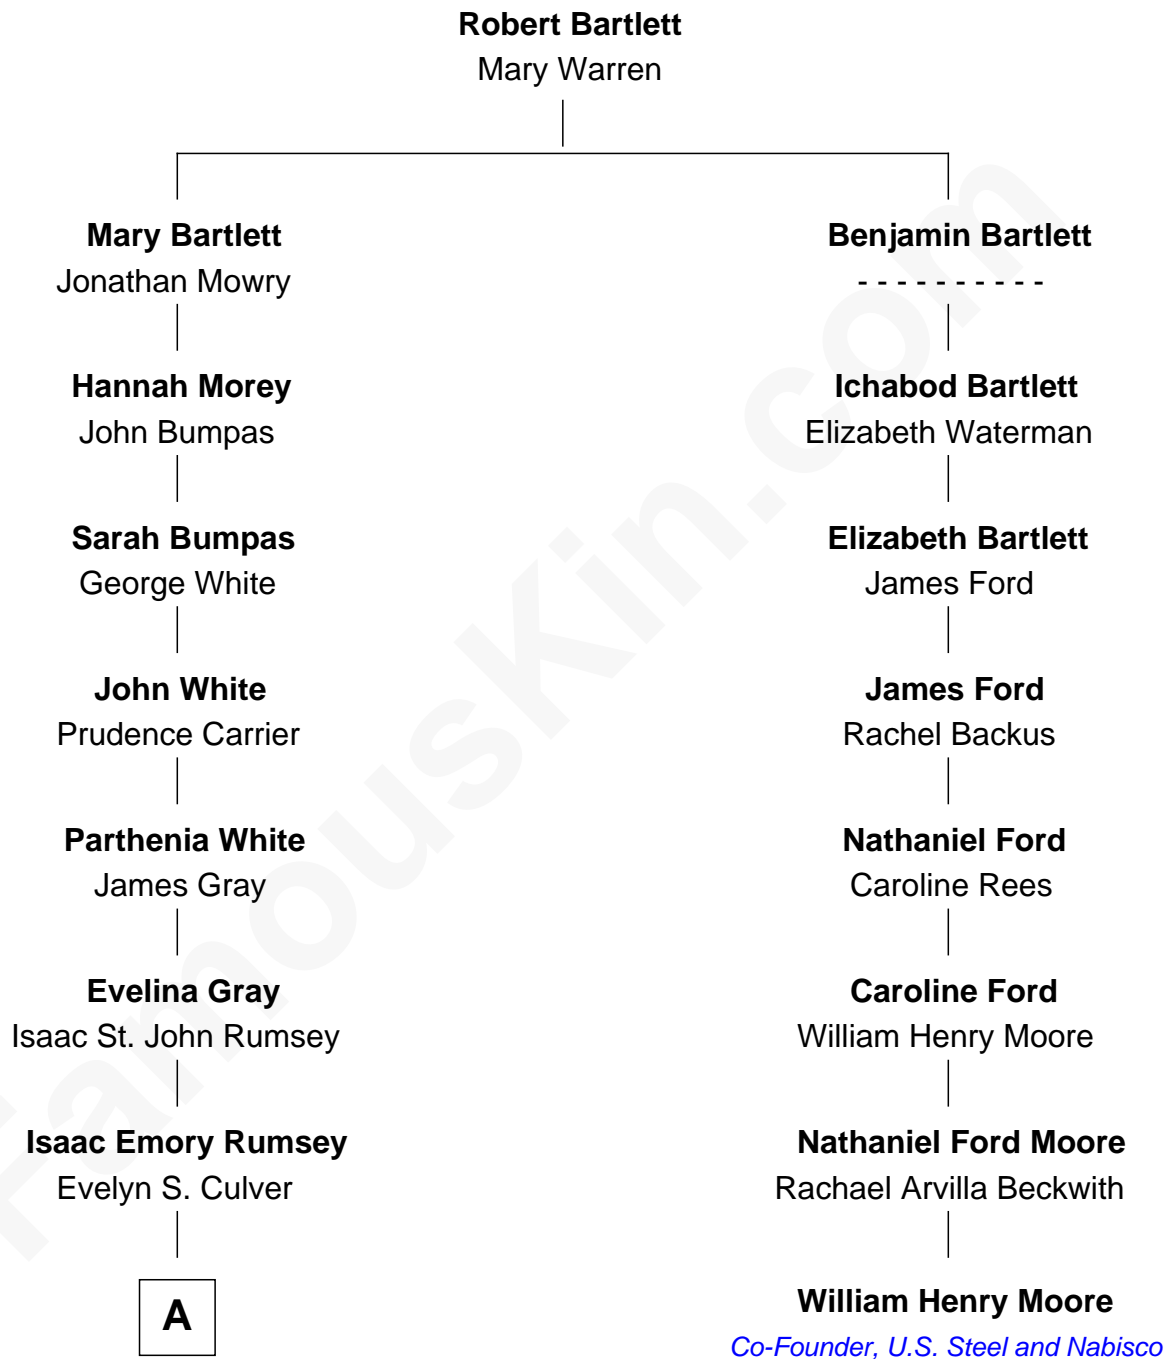 Robert Bartlett
Mary Warren
Mary Bartlett
Jonathan Mowry
Benjamin Bartlett
- - - - - - - - - -
Hannah Morey
John Bumpas
Ichabod Bartlett
Elizabeth Waterman
Sarah Bumpas
George White
Elizabeth Bartlett
James Ford
John White
Prudence Carrier
James Ford
Rachel Backus
Parthenia White
James Gray
Nathaniel Ford
Caroline Rees
Evelina Gray
Isaac St. John Rumsey
Caroline Ford
William Henry Moore
Isaac Emory Rumsey
Evelyn S. Culver
Nathaniel Ford Moore
Rachael Arvilla Beckwith
A
William Henry Moore
Co-Founder, U.S. Steel and Nabisco
FamousKin.com